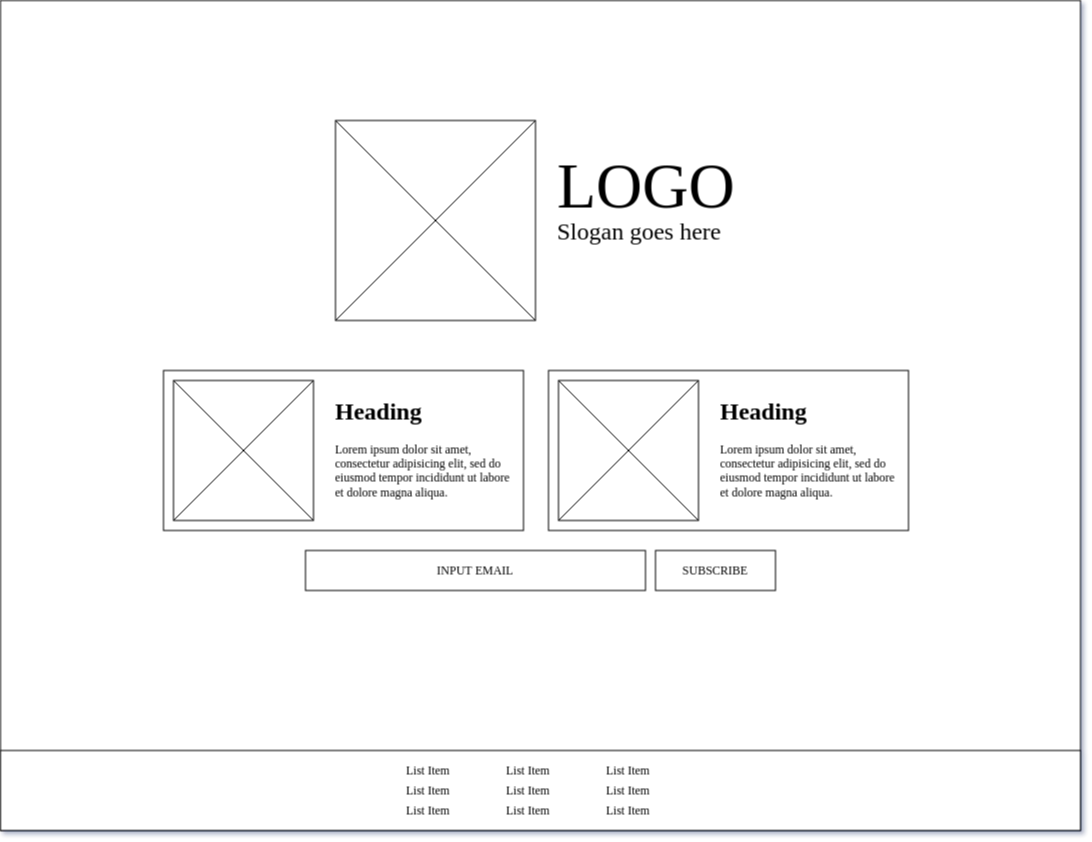 LOGO
Slogan goes here
Heading
Lorem ipsum dolor sit amet,
consectetur adipisicing elit, sed do
eiusmod tempor incididunt ut labore
et dolore magna aliqua.
Heading
Lorem ipsum dolor sit amet,
consectetur adipisicing elit, sed do
eiusmod tempor incididunt ut labore
et dolore magna aliqua.
INPUT EMAIL
SUBSCRIBE
List Item
List Item
List Item
List Item
List Item
List Item
List Item
List Item
List Item